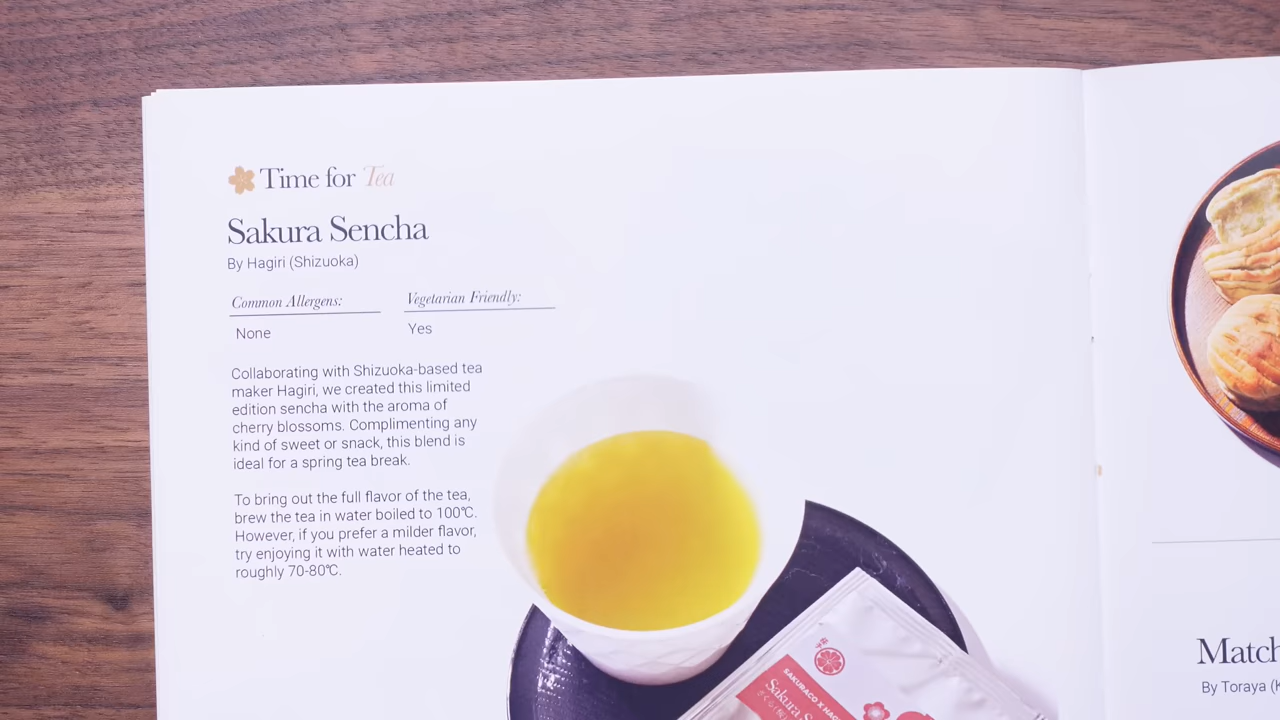 Time for Tea
Sakura Sencha
By Hagiri (Shizuoka)
Common Allergens:
Vegetarian Friendly:
None
Yes
Collaborating with Shizuoka-based tea
maker Hagiri, we created this limited
edition sencha with the aroma of
cherry blossoms. Complimenting any
kind of sweet or snack, this blend is
ideal for a spring tea break.
To bring out the full flavor of the tea,
brew the tea in water boiled to 100℃.
However, if you prefer a milder flavor,
try enjoying it with water heated to
roughly 70-80℃.
SAKURACO X
Sakura
By Toraya